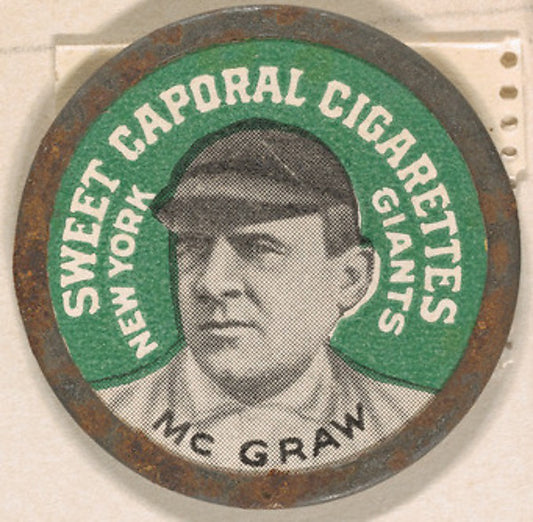 SWEET CAPORAL CIGARETTES
NEW YORK
GIANTS
MC GRAW